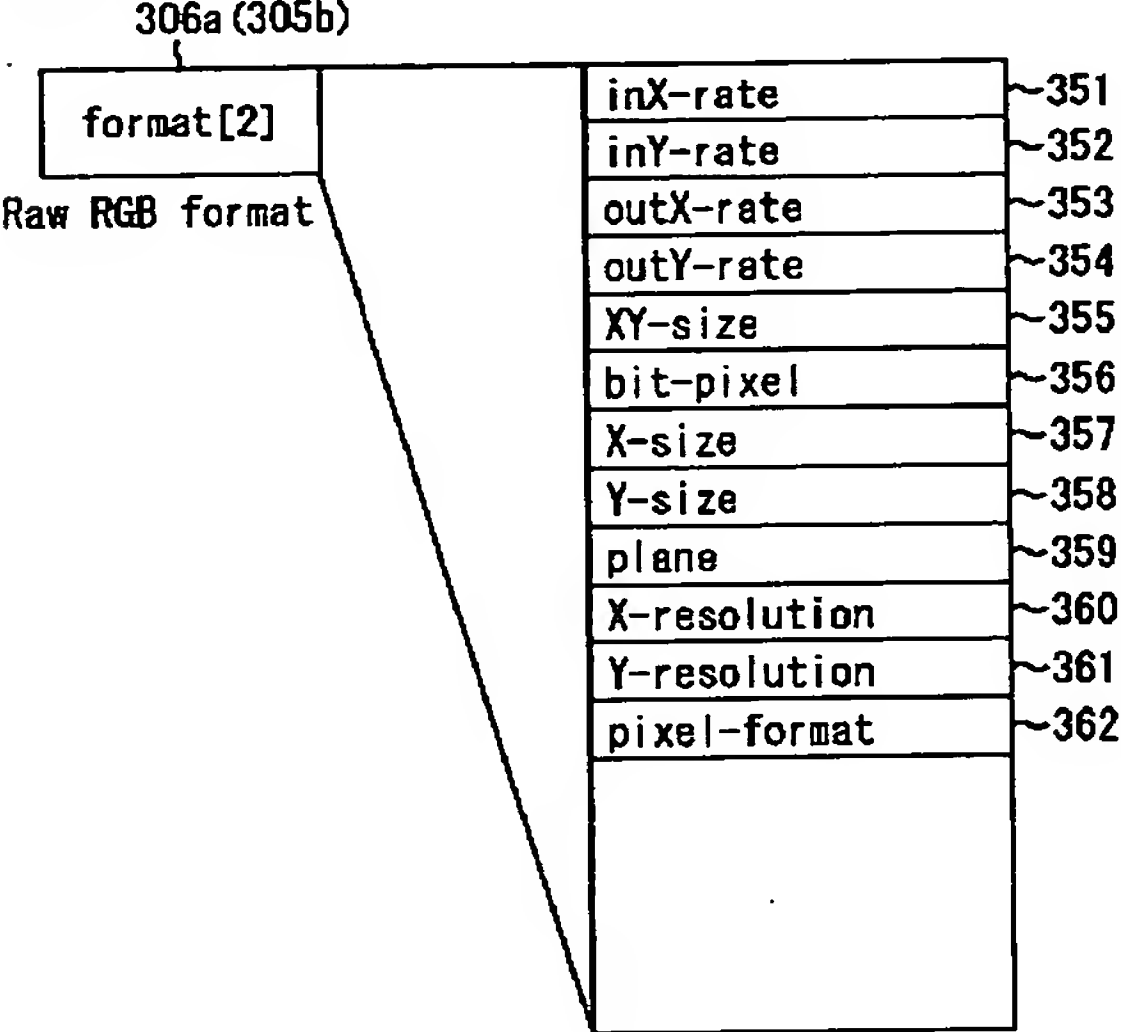 306a(305b)
format[2]
Raw RGB format
inX-rate ~351
inY-rate ~352
outX-rate ~353
outY-rate ~354
XY-size ~355
bit-pixel ~356
X-size ~357
Y-size ~358
plane ~359
X-resolution ~360
Y-resolution ~361
pixel-format ~362